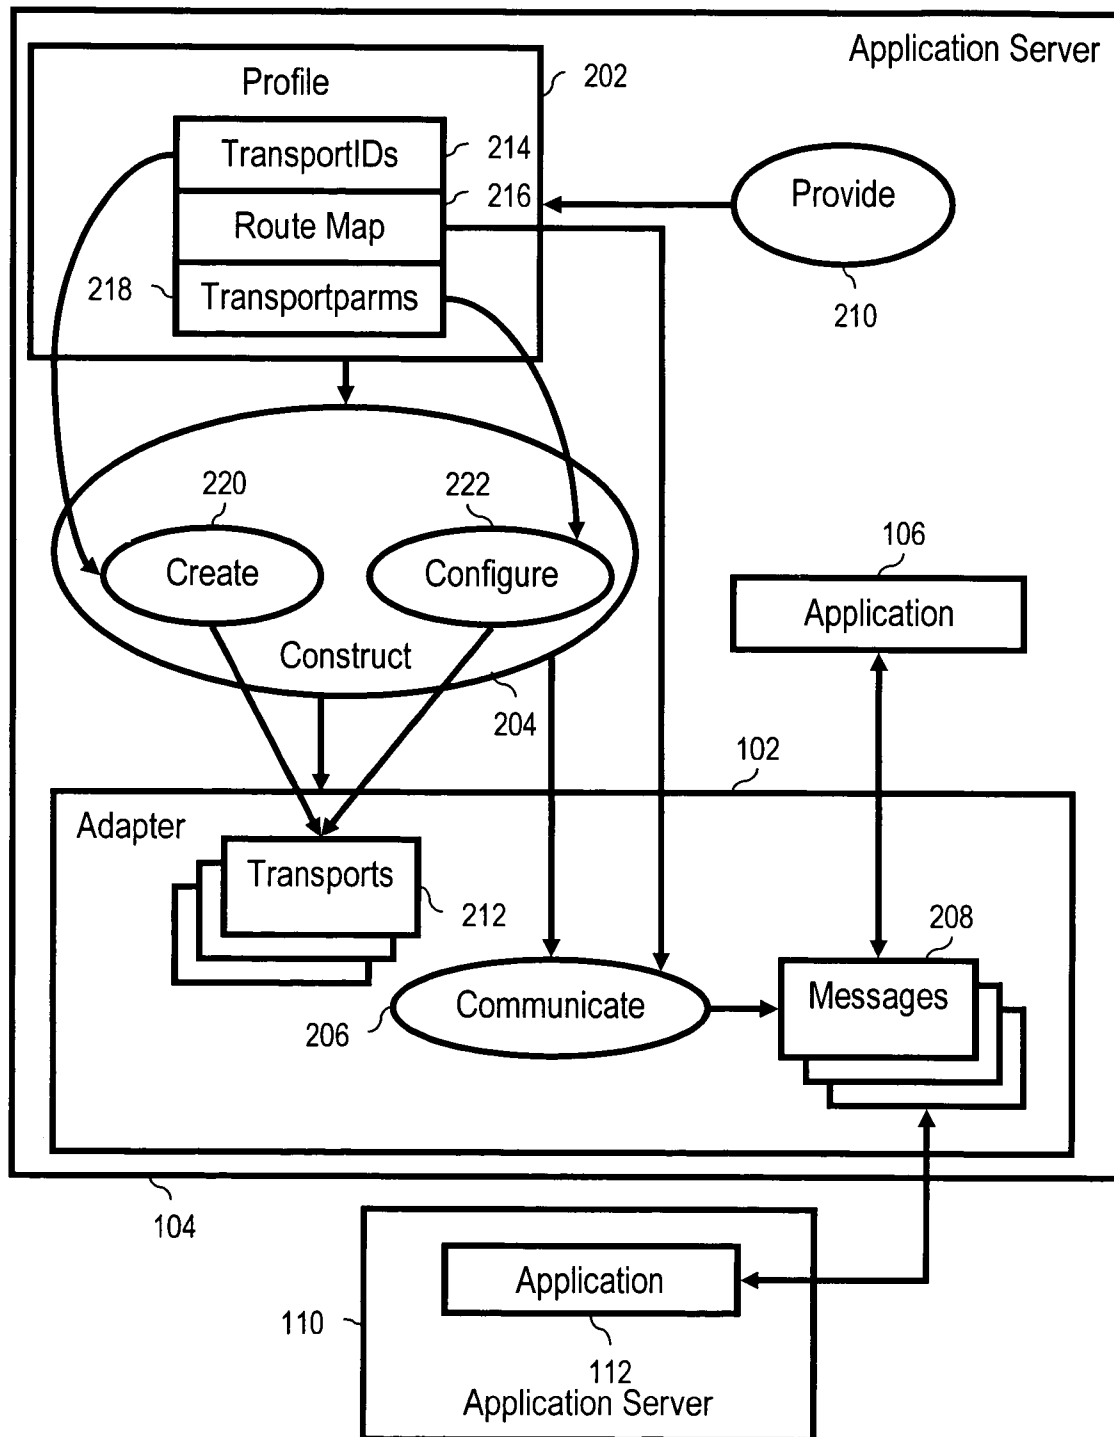 Application Server
Profile
202
TransportIDs
214
216
Route Map
Provide
218
Transportparms
210
220
222
106
Create
Configure
Application
Construct
204
102
Adapter
Transports
212
208
Messages
Communicate
206
104
Application
110
112
Application Server